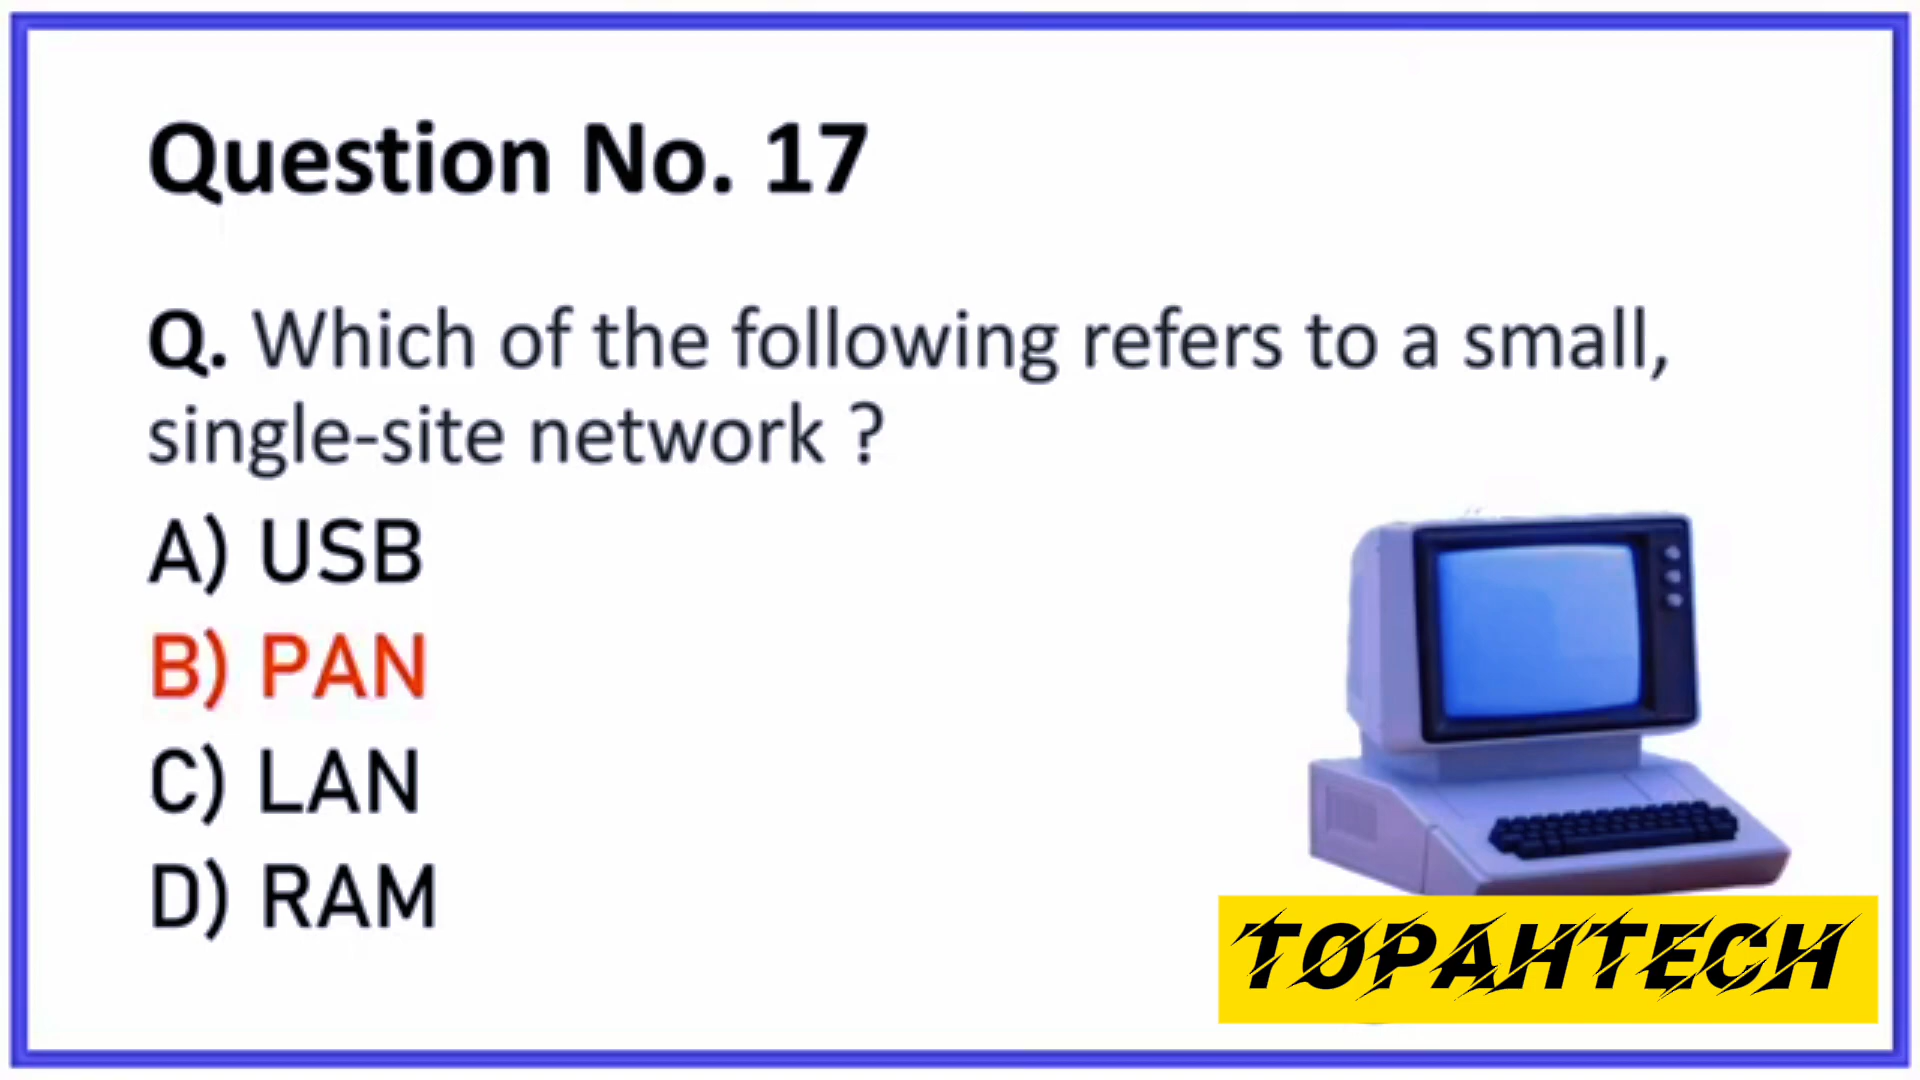 Question No. 17
Q. Which of the following refers to a small,
single-site network ?
A) USB
B) PAN
C) LAN
D) RAM
TOPAHTECH